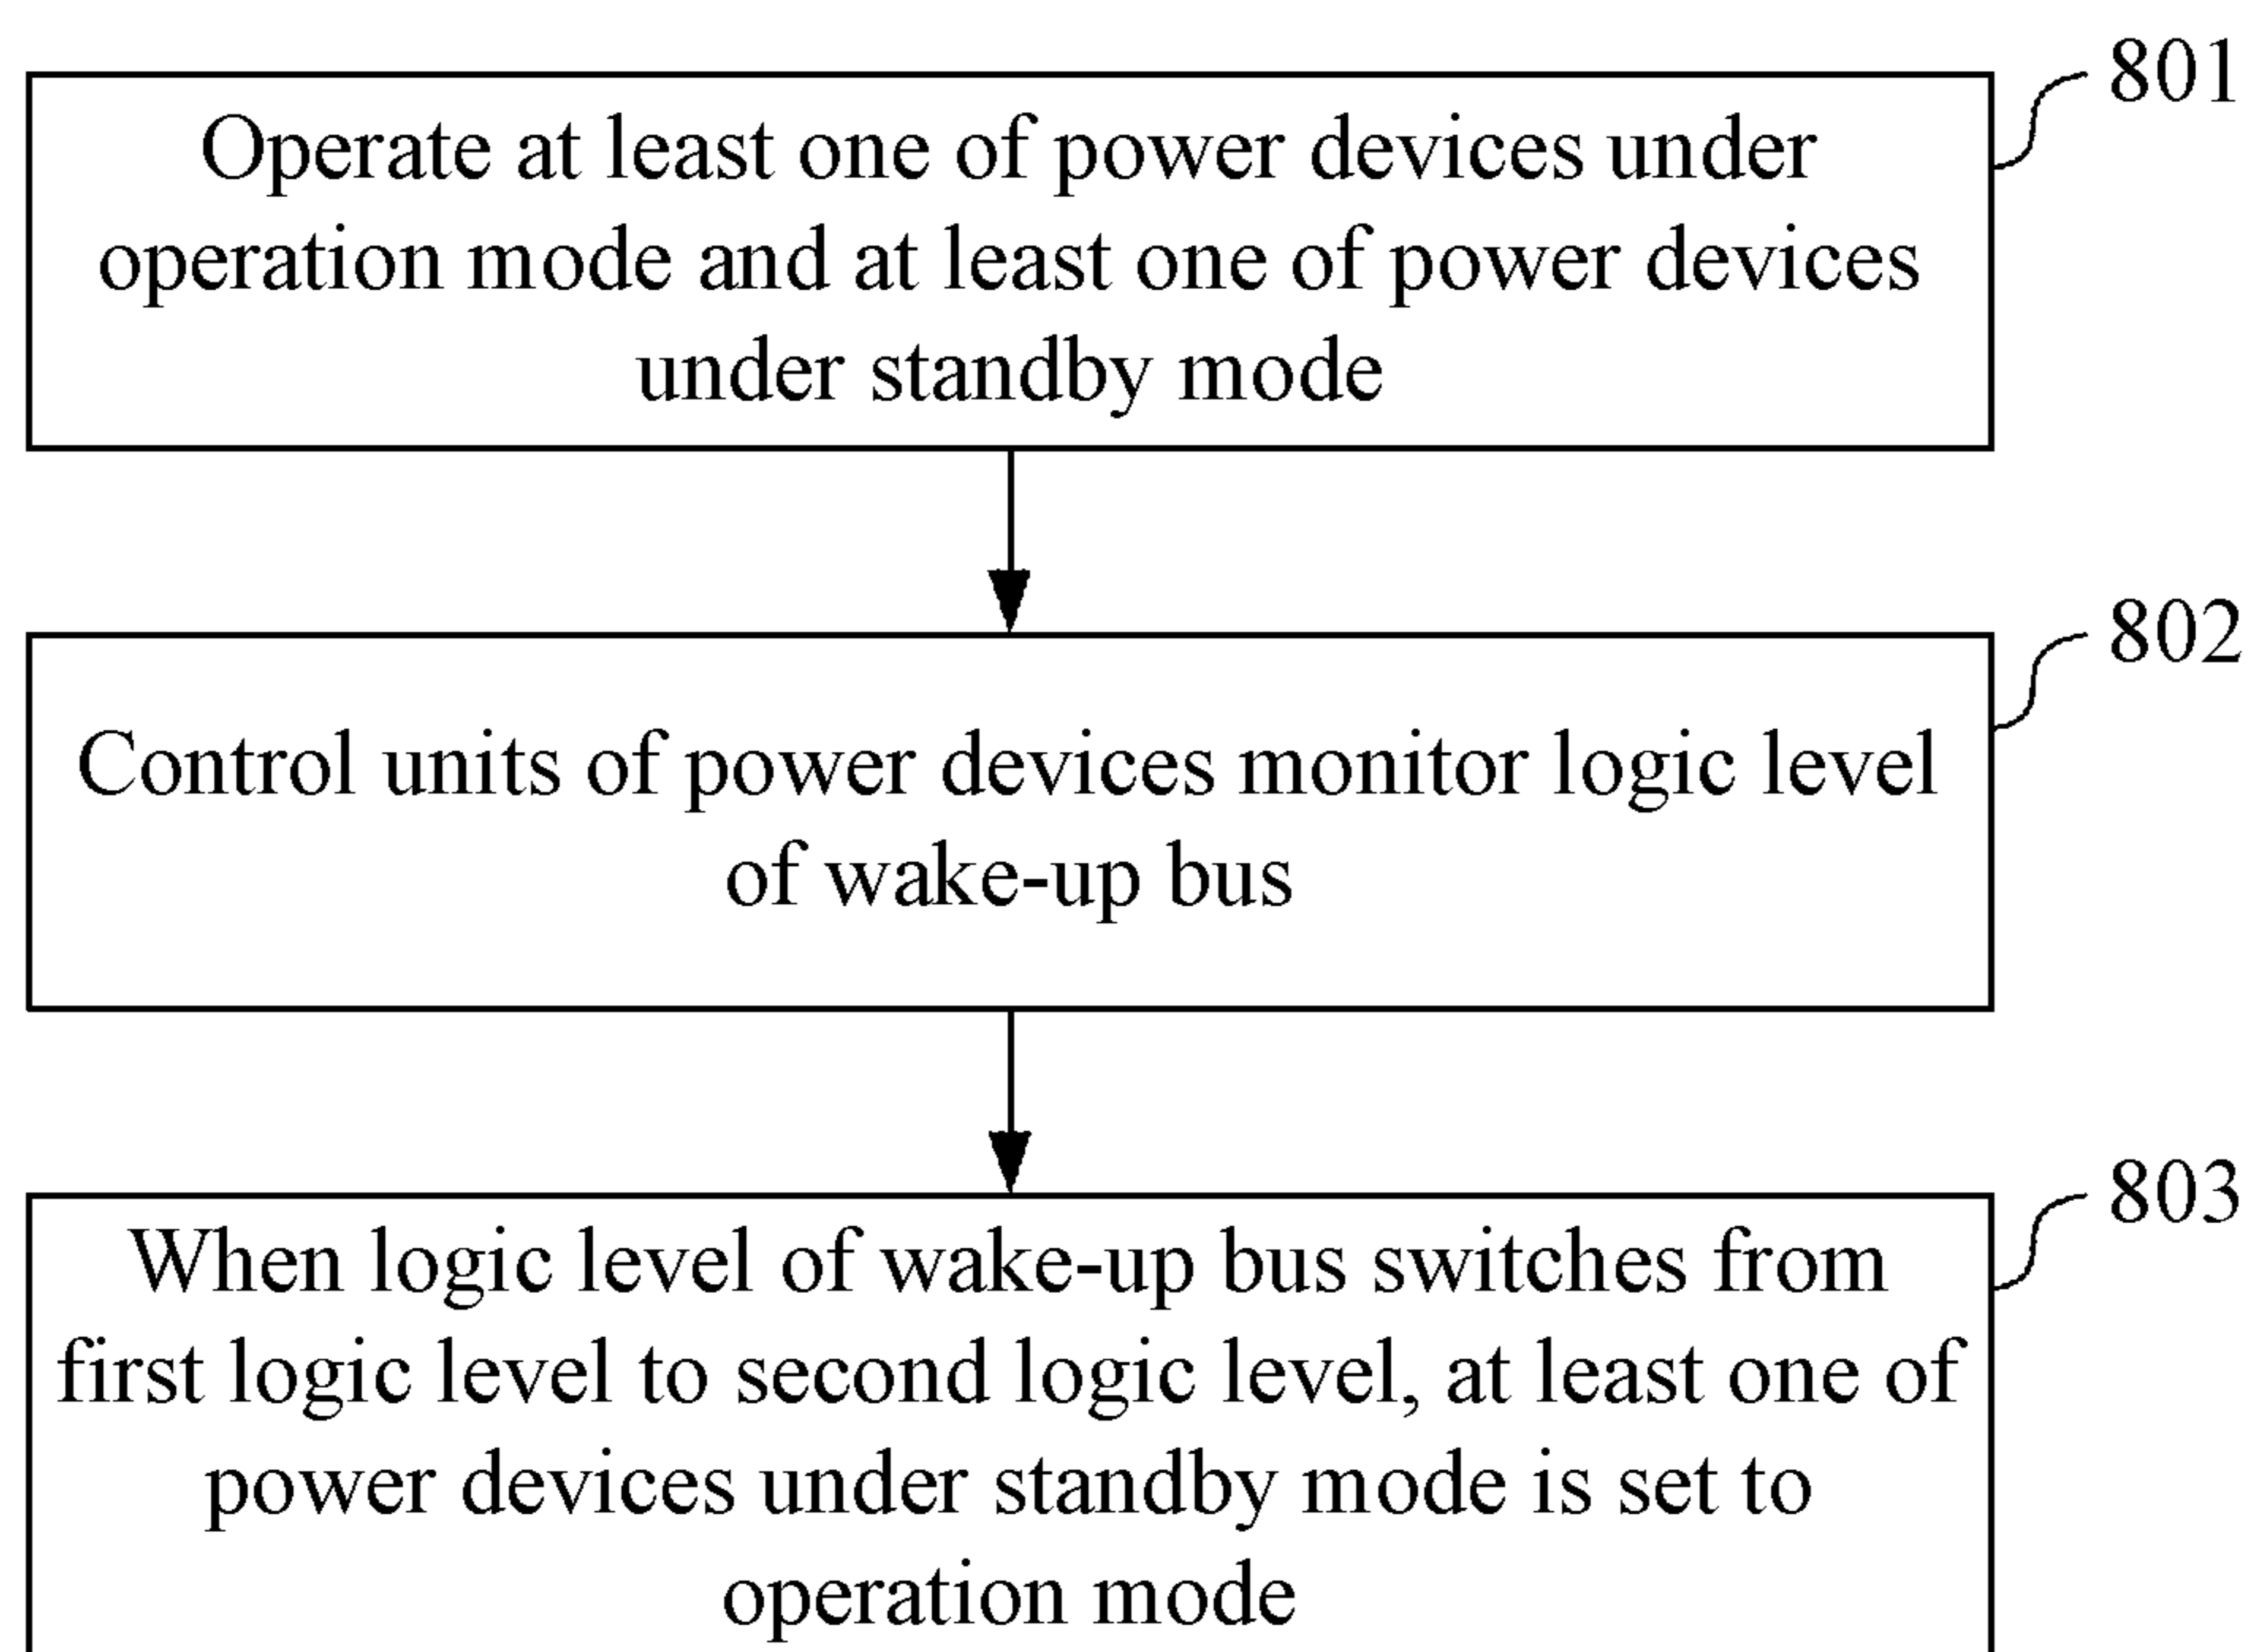 801
Operate at least one of power devices under
operation mode and at least one of power devices
under standby mode
802
Control units of power devices monitor logic level
of wake-up bus
803
When logic level of wake-up bus switches from
first logic level to second logic level, at least one of
power devices under standby mode is set to
operation mode